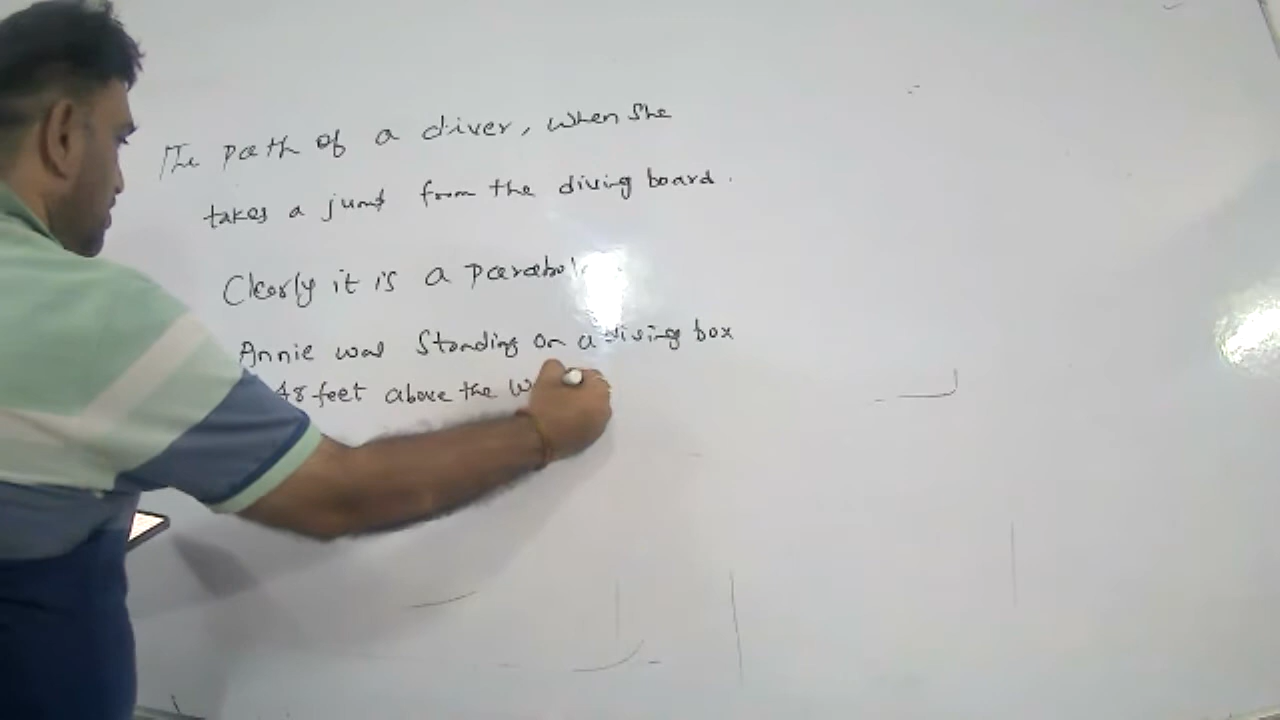 The path of a diver, when she
takes a jump from the diving board.
Clearly it is a
Annie was standing on a diving box
48 feet above the